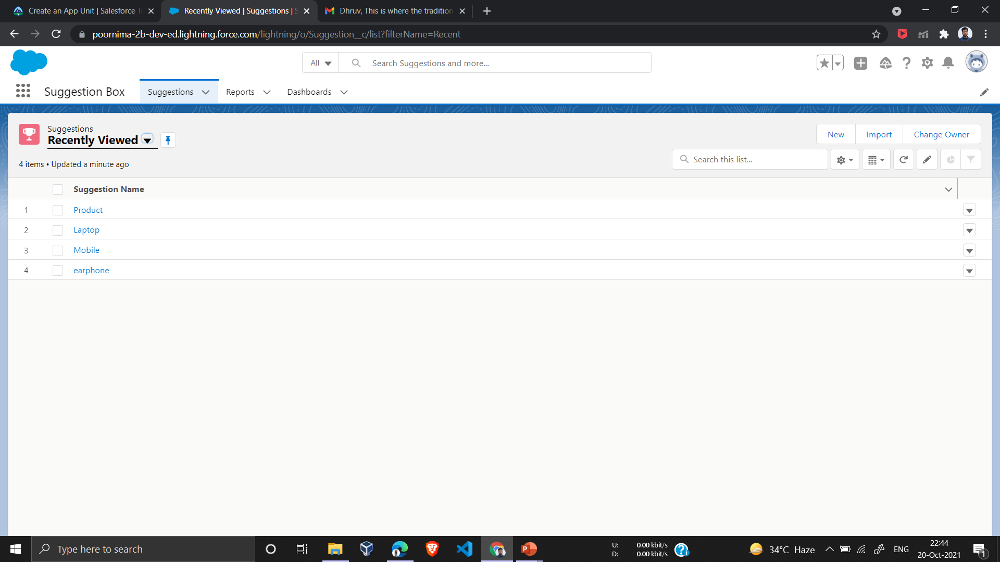 Create an App Unit | Salesforce T
Recently Viewed | Suggestions | S
Dhruv, This is where the tradition
poornima-2b-dev-ed.lightning.force.com/lightning/o/Suggestion__c/list?filterName=Recent
All
Search Suggestions and more...
Suggestion Box
Suggestions
Reports
Dashboards
Suggestions
Recently Viewed
New
Import
Change Owner
4 items • Updated a minute ago
Search this list...
Suggestion Name
1 Product
2 Laptop
3 Mobile
4 earphone
Type here to search
U: 0.00 kbit/s
D: 0.00 kbit/s
34°C Haze
ENG
22:44
20-Oct-2021
1